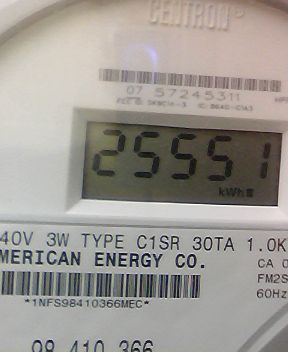 CENTRON
07 57245311
25551
kWh
40V 3W TYPE C1SR 30TA 1.0K
MERICAN ENERGY CO.
CA 0
FM2S
60Hz
*1NFS98410366MEC*
98 410 366